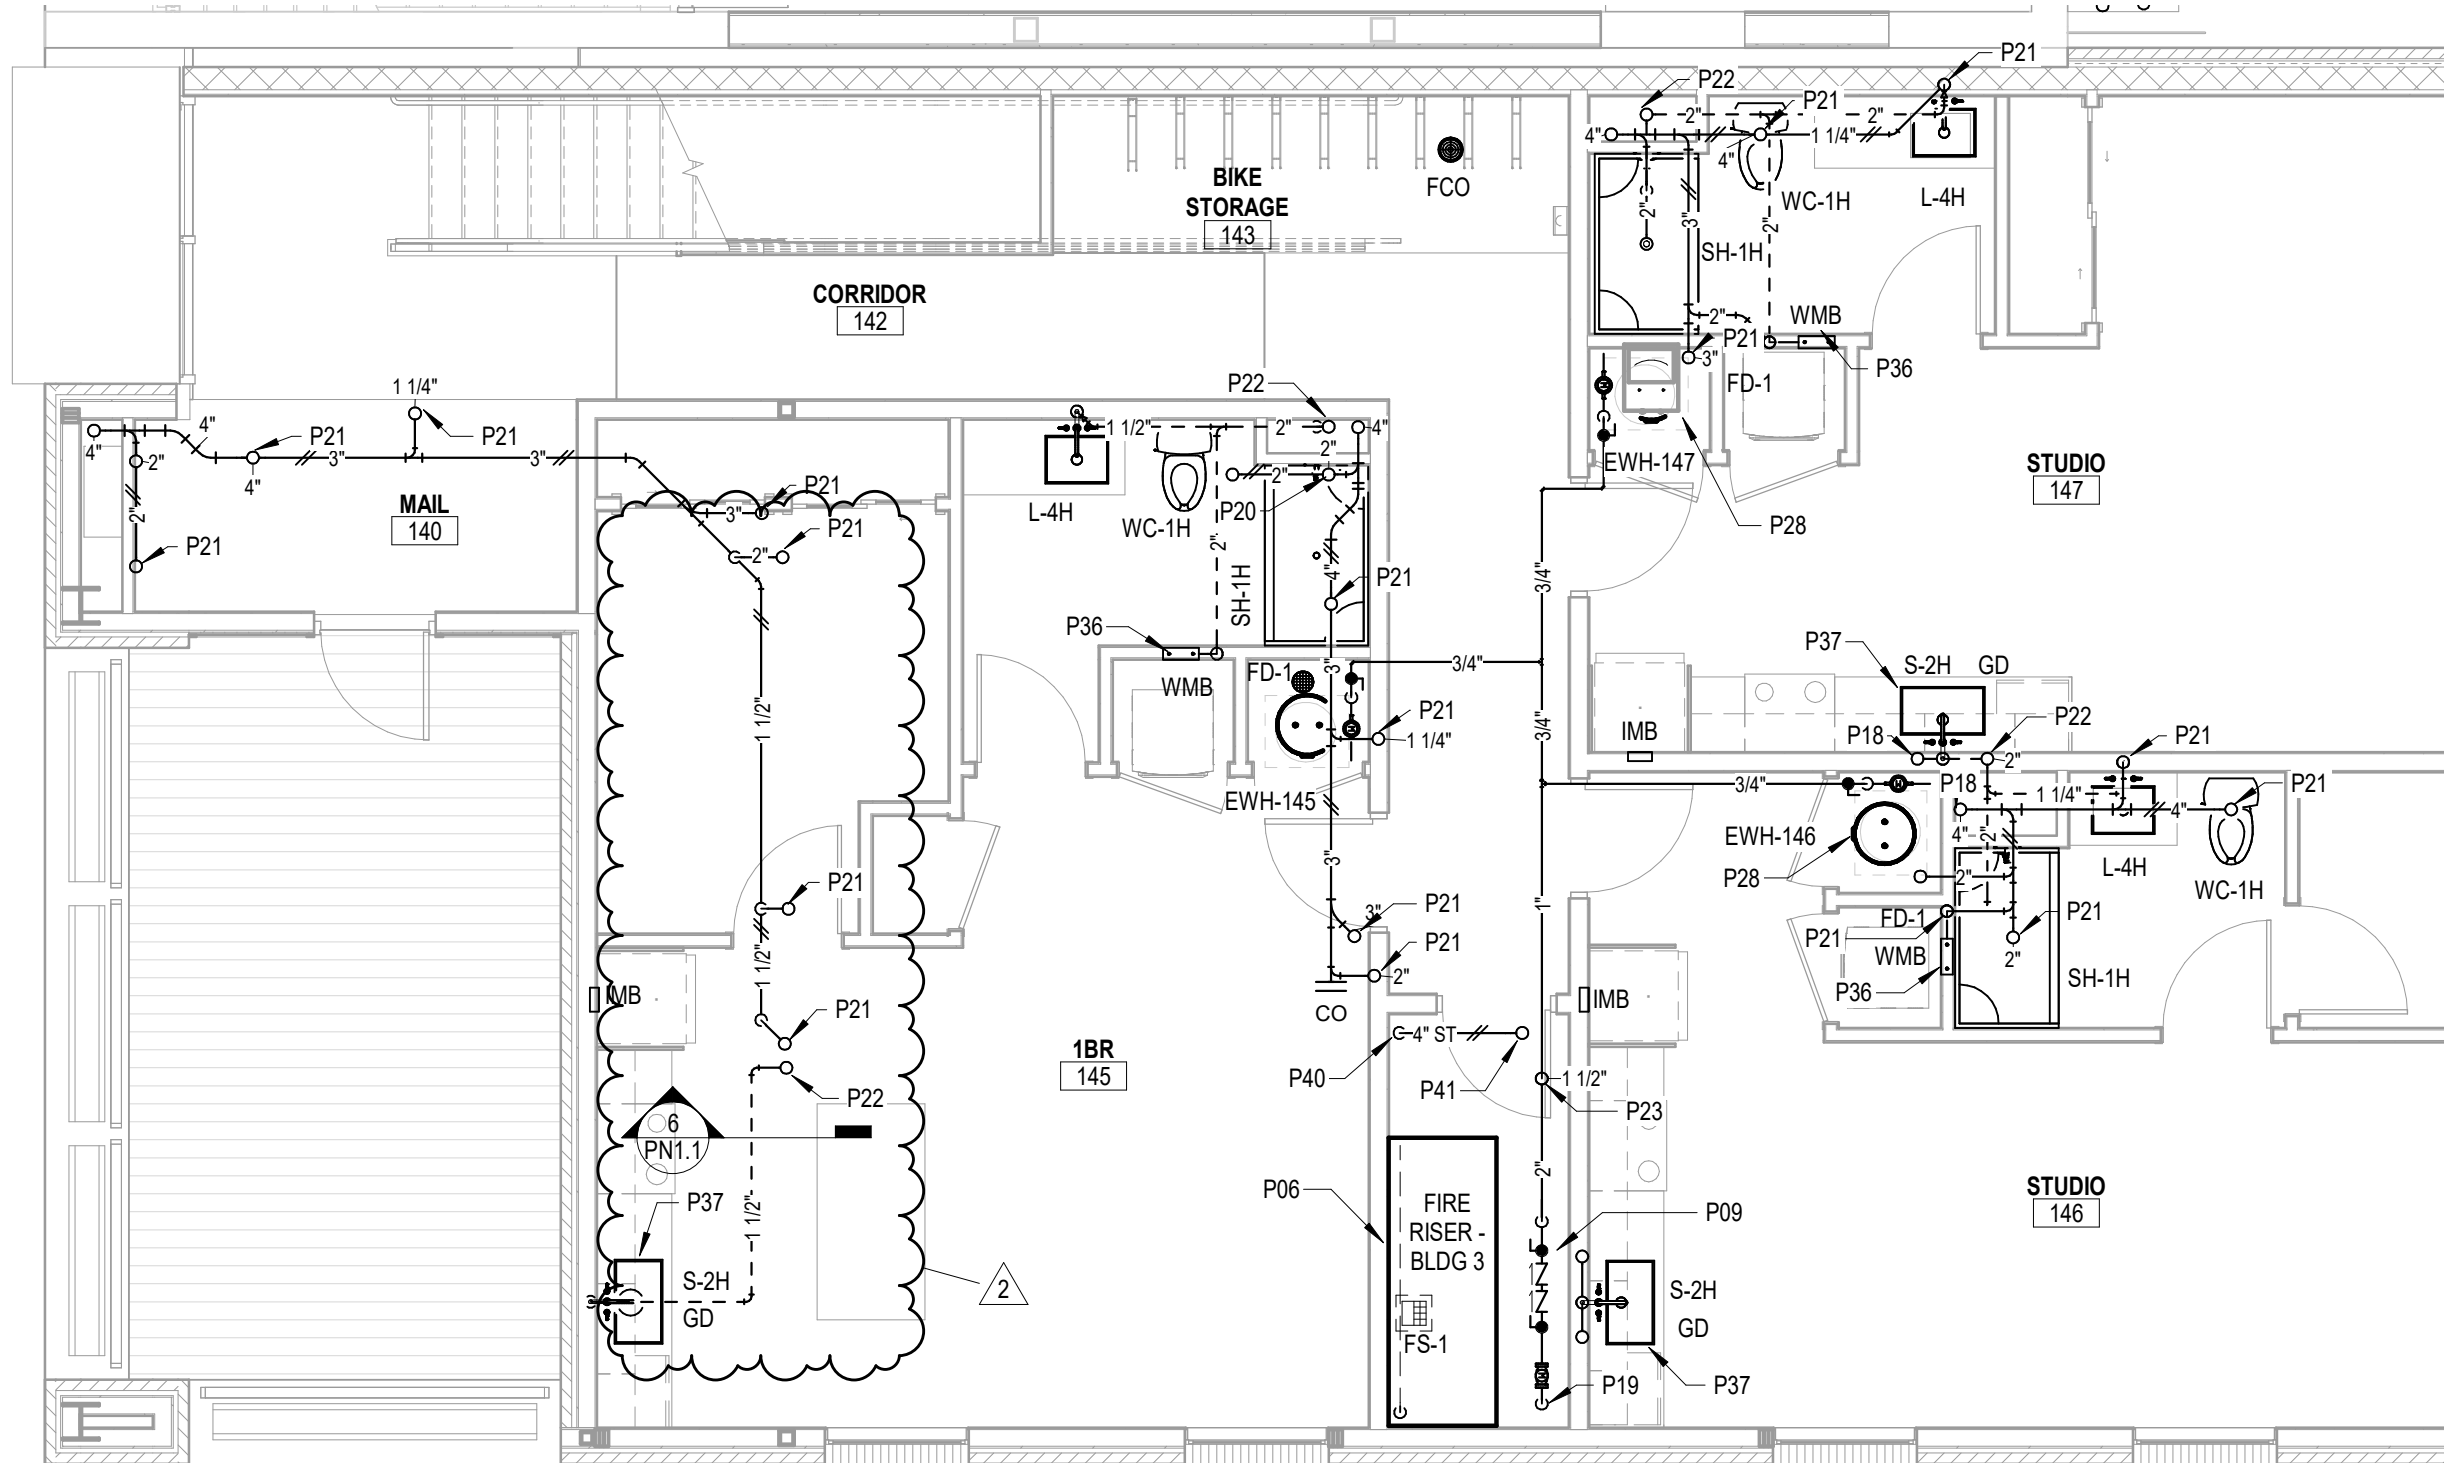 P21
P22
2"
P21
2"
4"
1 1/4"
4"
BIKE
STORAGE
143
FCO
WC-1H
L-4H
2"
3"
2"
SH-1H
CORRIDOR
142
2"
WMB
P21
3"
P36
FD-1
1 1/4"
P22
4"
P21
P21
1 1/2"
2"
4"
4"
2"
3"
3"
2"
4"
2"
EWH-147
STUDIO
147
MAIL
140
P21
3"
L-4H
WC-1H
P20
P28
2"
P21
2"
P21
2"
4"
P21
3/4"
SH-1H
P36
P37
WMB
FD-1
3"
3/4"
S-2H
GD
1 1/2"
P21
1 1/4"
3/4"
IMB
P18
P22
2"
P21
EWH-145
3/4"
P18
1 1/4"
P21
4"
4"
2"
EWH-146
3"
P28
2"
L-4H
WC-1H
P21
3"
P21
1"
FD-1
P21
P21
2"
P21
WMB
2"
1 1/2"
IMB
CO
IMB
P36
SH-1H
P21
4" ST
1BR
145
P40
P41
1 1/2"
P23
P22
6
PN1.1
2"
1 1/2"
P37
P06
FIRE
RISER -
BLDG 3
P09
STUDIO
146
S-2H
GD
2
S-2H
GD
FS-1
P19
P37